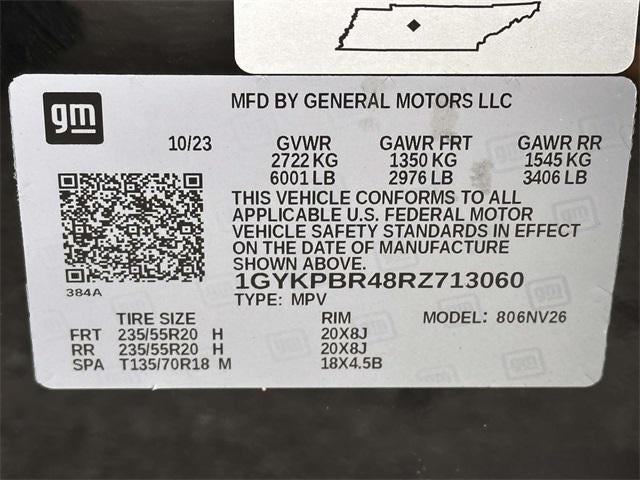 gm
MFD BY GENERAL MOTORS LLC
10/23 GVWR GAWR FRT GAWR RR
2722 KG 1350 KG 1545 KG
6001 LB 2976 LB 3406 LB
THIS VEHICLE CONFORMS TO ALL
APPLICABLE U.S. FEDERAL MOTOR
VEHICLE SAFETY STANDARDS IN EFFECT
ON THE DATE OF MANUFACTURE
SHOWN ABOVE.
384A
1GYKPBR48RZ713060
TYPE: MPV
TIRE SIZE RIM MODEL: 806NV26
FRT 235/55R20 H 20X8J
RR 235/55R20 H 20X8J
SPA T135/70R18 M 18X4.5B